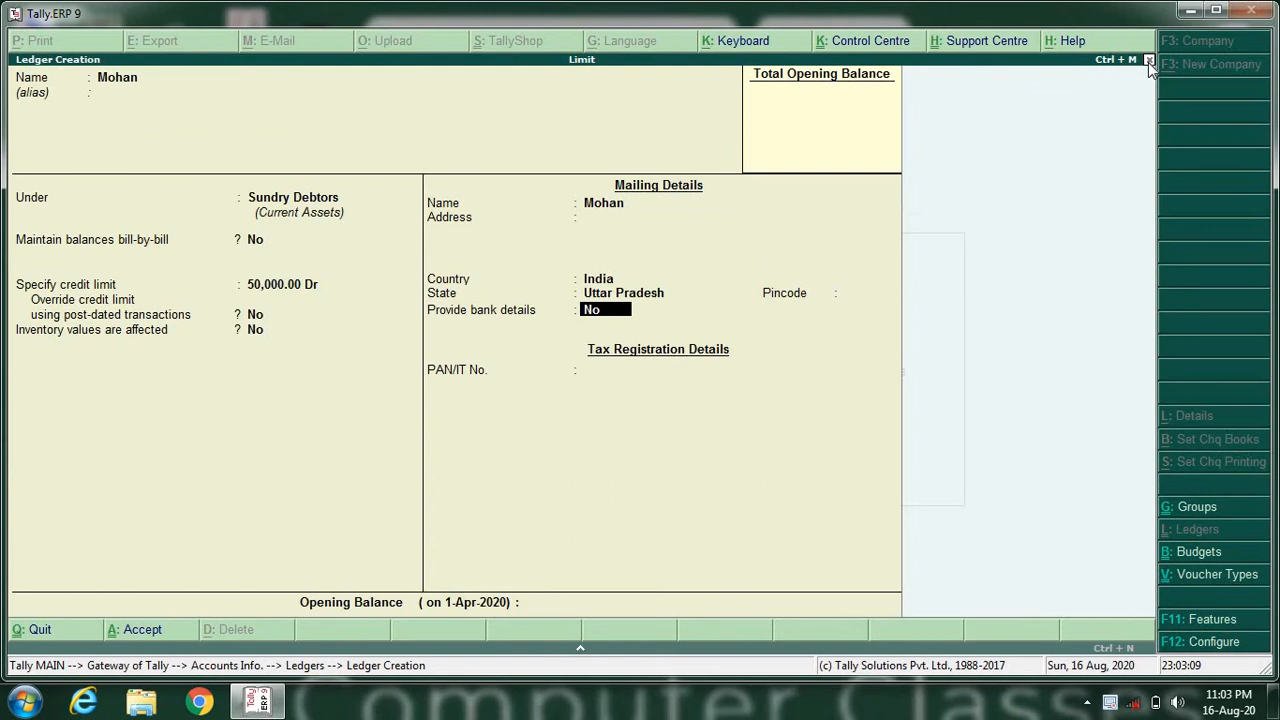 Tally.ERP 9
P: Print
E: Export
M: E-Mail
O: Upload
S: TallyShop
G: Language
K: Keyboard
K: Control Centre
H: Support Centre
H: Help
F3: Company
F3: New Company
Ledger Creation
Limit
Ctrl + M
Name : Mohan
(alias) :
Total Opening Balance
Under : Sundry Debtors
(Current Assets)
Maintain balances bill-by-bill ? No
Specify credit limit : 50,000.00 Dr
Override credit limit
using post-dated transactions ? No
Inventory values are affected ? No
Mailing Details
Name : Mohan
Address :
Country : India
State : Uttar Pradesh Pincode :
Provide bank details : No
Tax Registration Details
PAN/IT No. :
Opening Balance ( on 1-Apr-2020) :
L: Details
B: Set Chq Books
S: Set Chq Printing
G: Groups
L: Ledgers
B: Budgets
V: Voucher Types
F11: Features
F12: Configure
Q: Quit
A: Accept
D: Delete
Ctrl + N
Tally MAIN --> Gateway of Tally --> Accounts Info. --> Ledgers --> Ledger Creation
(c) Tally Solutions Pvt. Ltd., 1988-2017
Sun, 16 Aug, 2020
23:03:09
Computer Class
11:03 PM
16-Aug-20